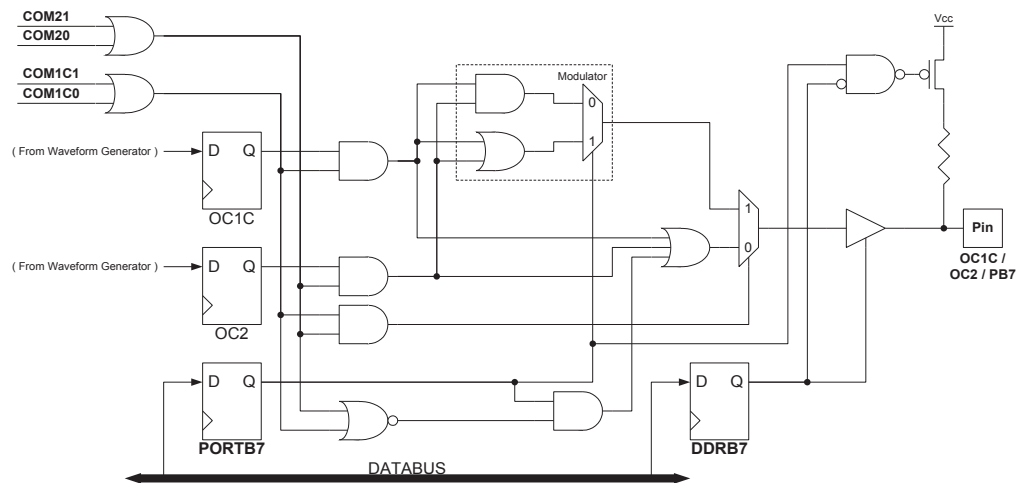 COM21
COM20
Vcc
COM1C1
COM1C0
Modulator
0
1
( From Waveform Generator )
D Q
OC1C
1
0
Pin
OC1C /
OC2 / PB7
( From Waveform Generator )
D Q
OC2
D Q
PORTB7
D Q
DDRB7
DATABUS